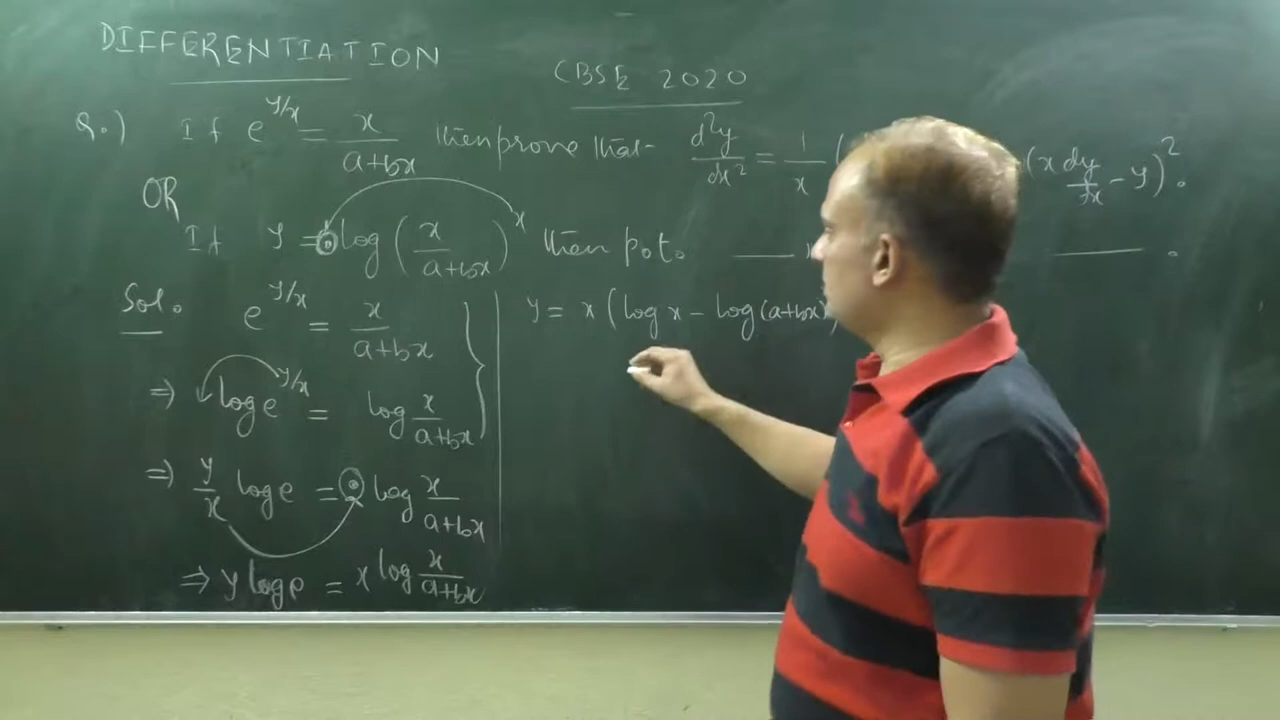 DIFFERENTIATION
CBSE 2020
Q.) If e^{y/x} = x/(a+bx) then prove that d²y/dx² = 1/x ( (x dy/dx - y)².
OR
If y = log (x/(a+bx))^x then p.t. —— ——.
Sol. e^{y/x} = x/(a+bx)
⇒ log e^{y/x} = log x/(a+bx)
⇒ y/x log e = log x/(a+bx)
⇒ y log e = x log x/(a+bx)
y = x (log x - log (a+bx)